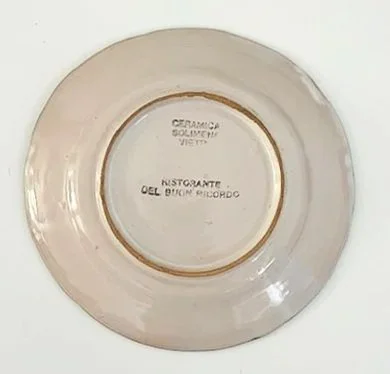 CERAMICA
SOLIMENE
VIETRI
RISTORANTE
DEL BUON RICORDO